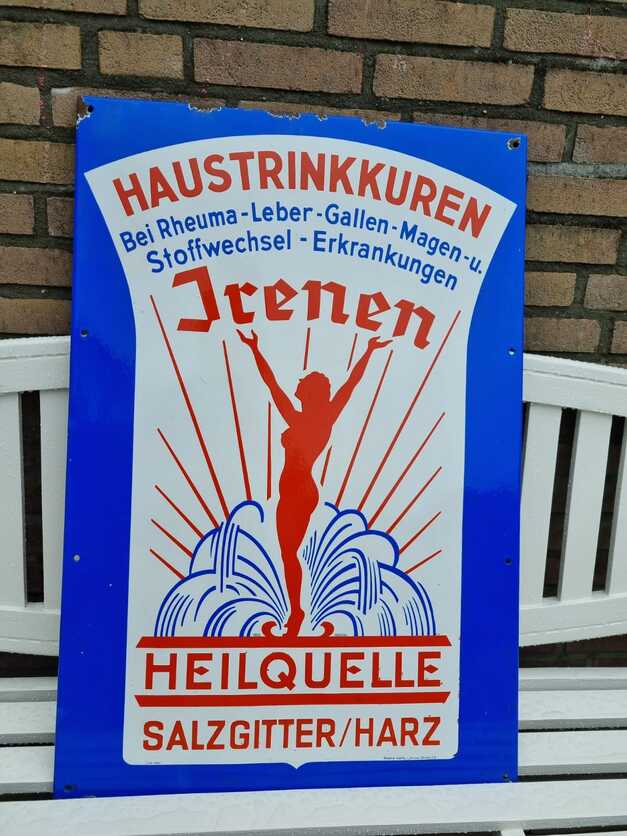 HAUSTRINKKUREN
Bei Rheuma-Leber-Gallen-Magen-u.
Stoffwechsel-Erkrankungen
Irenen
HEILQUELLE
SALZGITTER/HARZ